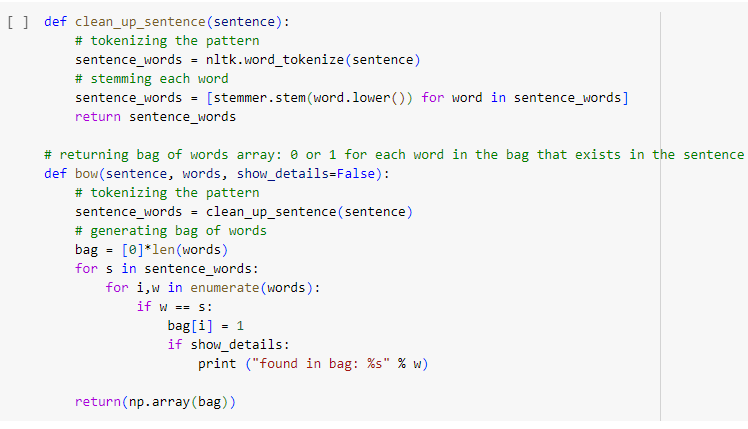 [ ] def clean_up_sentence(sentence):
# tokenizing the pattern
sentence_words = nltk.word_tokenize(sentence)
# stemming each word
sentence_words = [stemmer.stem(word.lower()) for word in sentence_words]
return sentence_words
# returning bag of words array: 0 or 1 for each word in the bag that exists in the sentence
def bow(sentence, words, show_details=False):
# tokenizing the pattern
sentence_words = clean_up_sentence(sentence)
# generating bag of words
bag = [0]*len(words)
for s in sentence_words:
for i,w in enumerate(words):
if w == s:
bag[i] = 1
if show_details:
print ("found in bag: %s" % w)
return(np.array(bag))